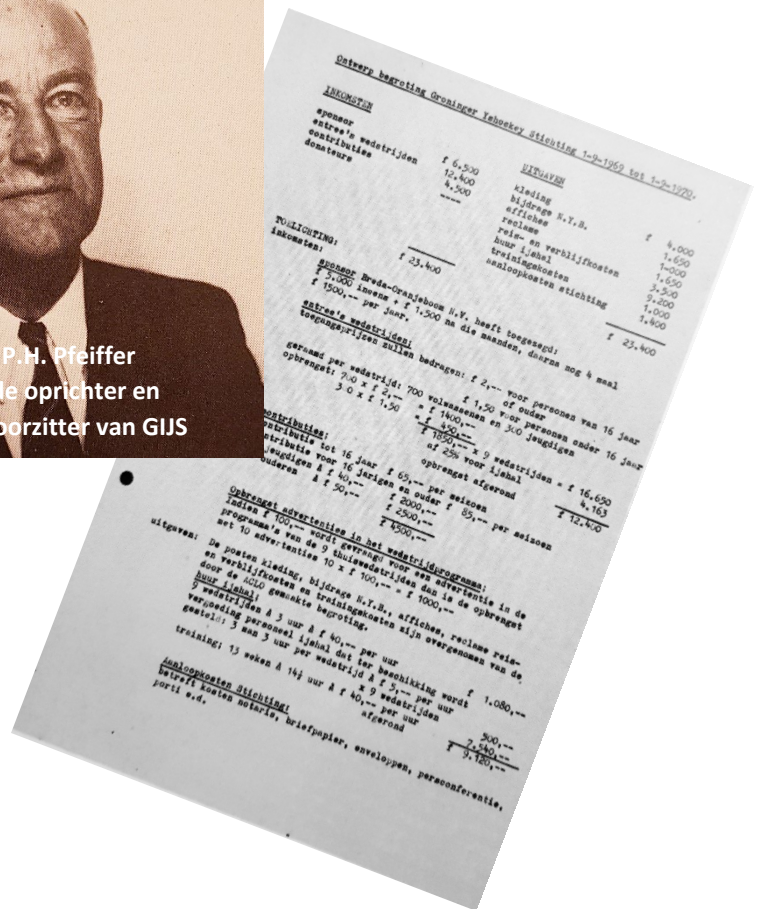 P.H. Pfeiffer
de oprichter en
voorzitter van GIJS
Ontwerp begroting Groninger Yshockey Stichting 1-9-1969 tot 1-9-1970.
INKOMSTEN
sponsor f 6.500
entree's wedstrijden 12.400
contributies 4.500
donateurs ----
f 23.400
UITGAVEN
kleding f 4.000
bijdrage N.Y.B. 1.650
affiches 1.000
reclame 1.650
reis- en verblijfkosten 3.500
huur ijshal 9.200
trainingskosten 1.000
aanloopkosten stichting 1.400
f 23.400
TOELICHTING:
inkomsten:
sponsor Breda-Oranjeboom N.V. heeft toegezegd:
f 5.000 ineens + f 1.500 na die maanden, daarna nog 4 maal
f 1500,-- per jaar.
entree's wedstrijden:
toegangsprijzen zullen bedragen: f 2,-- voor personen van 16 jaar
of ouder
f 1,50 voor personen onder 16 jaar
geraamd per wedstrijd: 700 volwassenen en 300 jeugdigen
opbrengst: 700 x f 2,-- = f 1400,--
x f 1,50 = f 450,--
f 1850,-- x 9 wedstrijden = f 16.650
af 25% voor ijshal 4.163
opbrengst afgerond f 12.400
contributies:
contributie tot 16 jaar f 65,-- per seizoen
contributie voor 16 jarigen en ouder f 85,-- per seizoen
jeugdigen à f 40,-- f 2000,--
ouderen à f 50,-- f 2500,--
f 4500,--
Opbrengst advertenties in het wedstrijdprogramma:
Indien f 100,-- wordt gevraagd voor een advertentie in de
programma's van de 9 thuiswedstrijden dan is de opbrengst
met 10 advertenties 10 x f 100,-- = f 1000,--
uitgaven: De posten kleding, bijdrage N.Y.B., affiches, reclame reis-
en verblijfkosten en trainingskosten zijn overgenomen van de
door de ACLO gemaakte begroting.
huur ijshal:
9 wedstrijden à 3 uur à f 40,-- per uur f 1.080,--
vergoeding personeel ijshal dat ter beschikking wordt
gesteld: 3 man 3 uur per wedstrijd à f 5,-- per uur
x 9 wedstrijden 500,--
training: 13 weken à 14½ uur à f 40,-- per uur 7.540,--
afgerond f 9.120,--
Aanloopkosten Stichting:
betreft kosten notaris, briefpapier, enveloppen, persconferentie,
porti e.d.